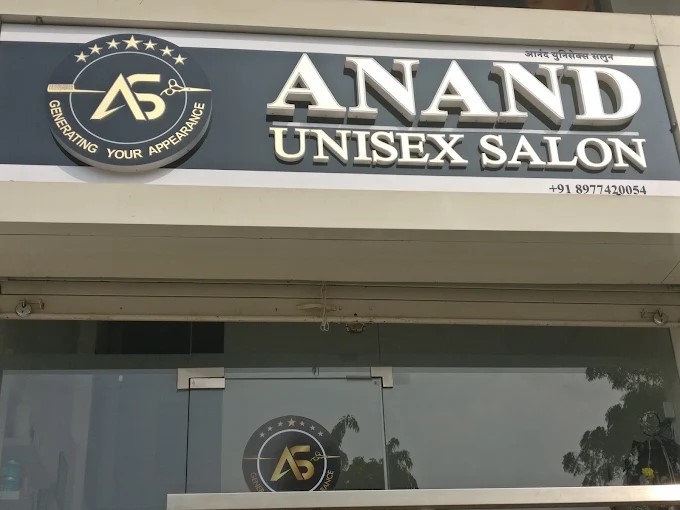 आनंद युनिसेक्स सलुन
AS
GENERATING YOUR APPEARANCE
ANAND
UNISEX SALON
+91 8977420054
AS